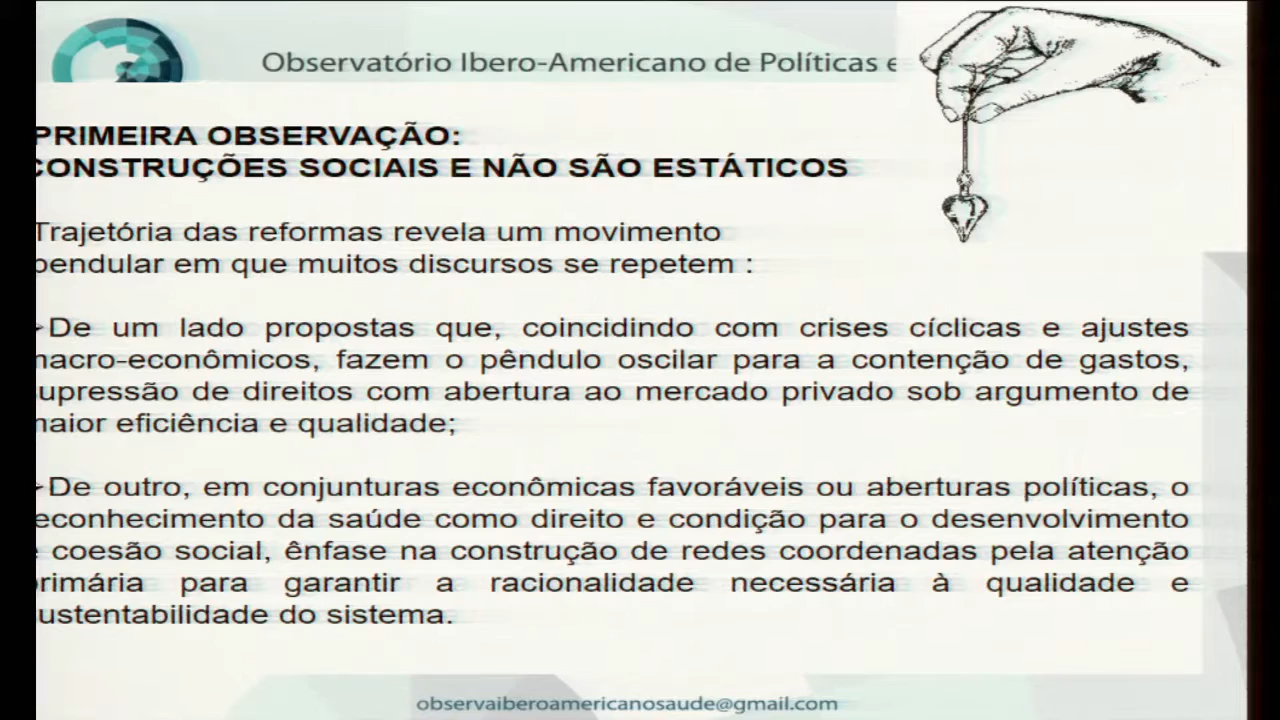 Observatório Ibero-Americano de Políticas e
PRIMEIRA OBSERVAÇÃO:
CONSTRUÇÕES SOCIAIS E NÃO SÃO ESTÁTICOS
Trajetória das reformas revela um movimento
pendular em que muitos discursos se repetem :
➢De um lado propostas que, coincidindo com crises cíclicas e ajustes
macro-econômicos, fazem o pêndulo oscilar para a contenção de gastos,
supressão de direitos com abertura ao mercado privado sob argumento de
maior eficiência e qualidade;
➢De outro, em conjunturas econômicas favoráveis ou aberturas políticas, o
reconhecimento da saúde como direito e condição para o desenvolvimento
e coesão social, ênfase na construção de redes coordenadas pela atenção
primária para garantir a racionalidade necessária à qualidade e
sustentabilidade do sistema.
observaiberoamericanosaude@gmail.com